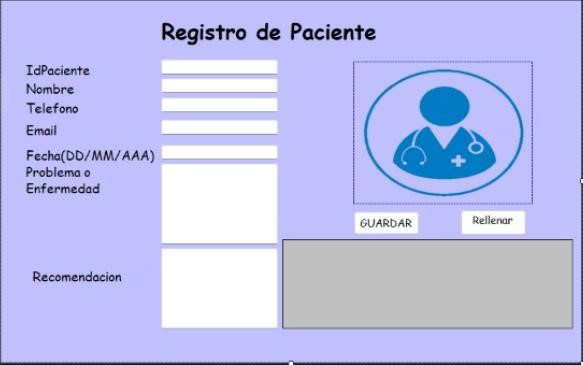 Registro de Paciente
IdPaciente
Nombre
Telefono
Email
Fecha(DD/MM/AAA)
Problema o
Enfermedad
GUARDAR
Rellenar
Recomendacion